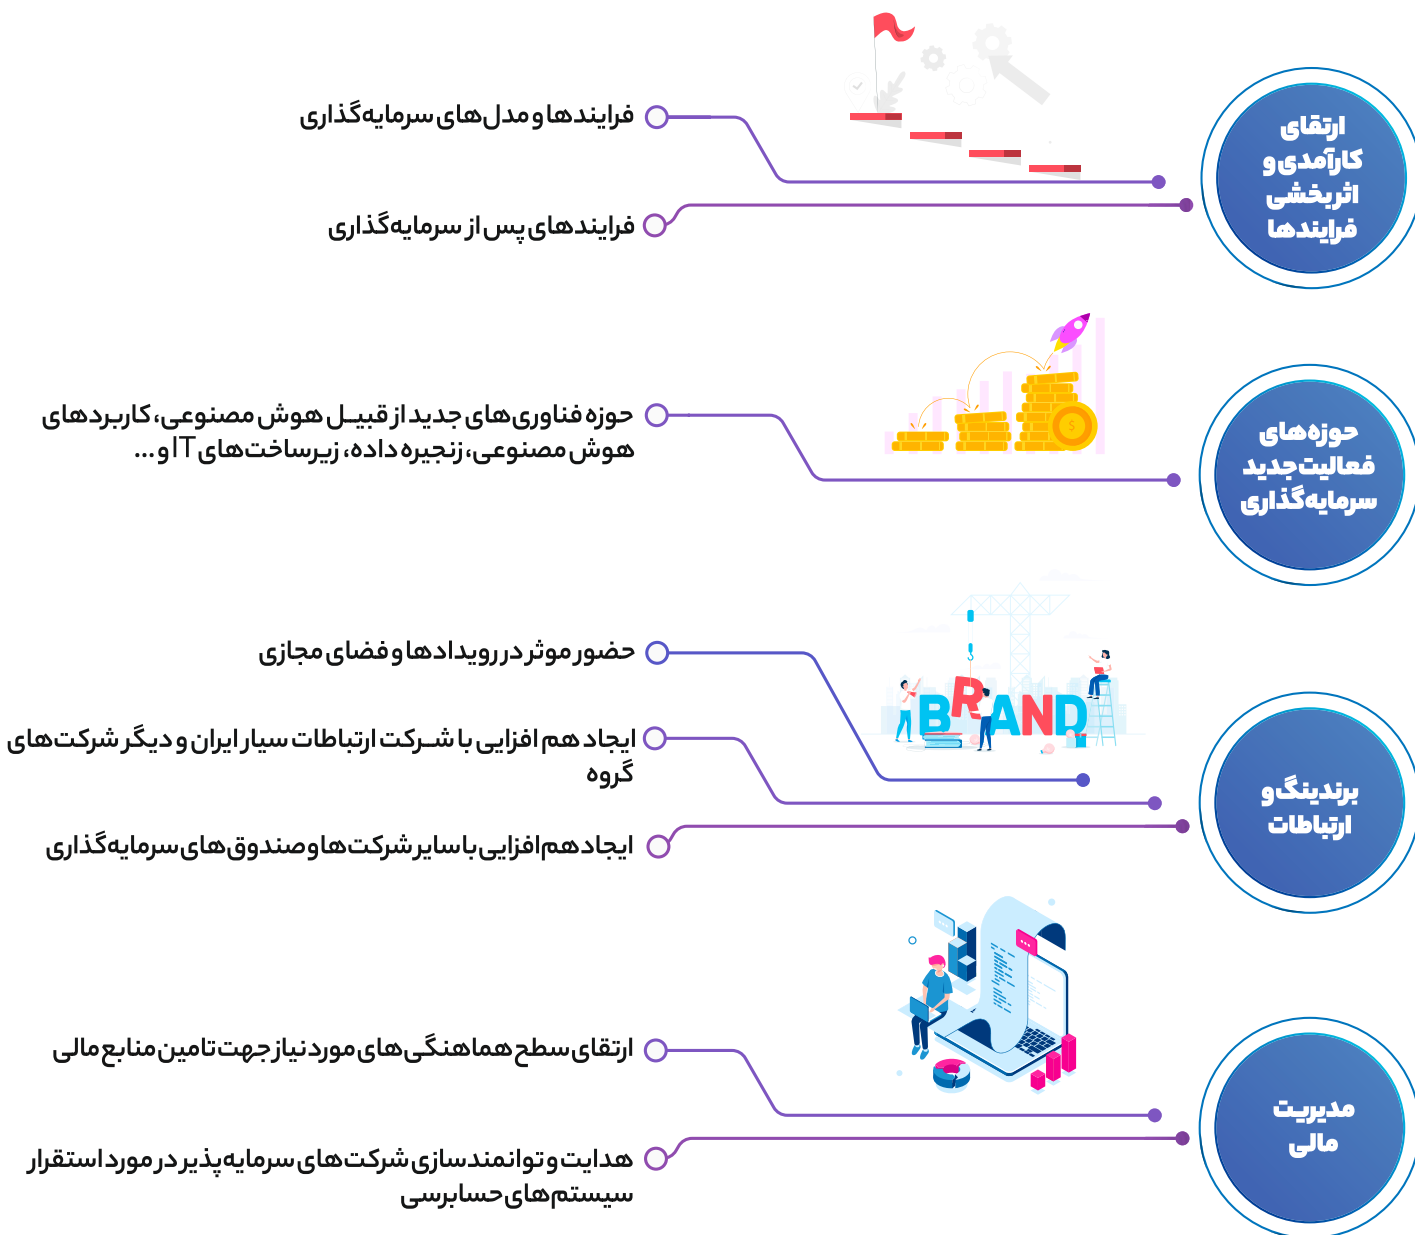 ارتقای
کارآمدی و
اثربخشی
فرایندها
فرایندها و مدل‌های سرمایه‌گذاری
فرایندهای پس از سرمایه‌گذاری
حوزه‌های
فعالیت جدید
سرمایه‌گذاری
حوزه فناوری‌های جدید از قبیـل هوش مصنوعی، کاربردهای
هوش مصنوعی، زنجیره داده، زیرساخت‌های IT و ...
$
برندینگ و
ارتباطات
حضور موثر در رویدادها و فضای مجازی
ایجاد هم افزایی با شـرکت ارتباطات سیار ایران و دیگر شرکت‌های
گروه
ایجاد هم‌افزایی با سایر شرکت‌ها و صندوق‌های سرمایه‌گذاری
BRAND
مدیریت
مالی
ارتقای سطح هماهنگی‌های مورد نیاز جهت تامین منابع مالی
هدایت و توانمندسازی شرکت‌های سرمایه‌پذیر در مورد استقرار
سیستم‌های حسابرسی